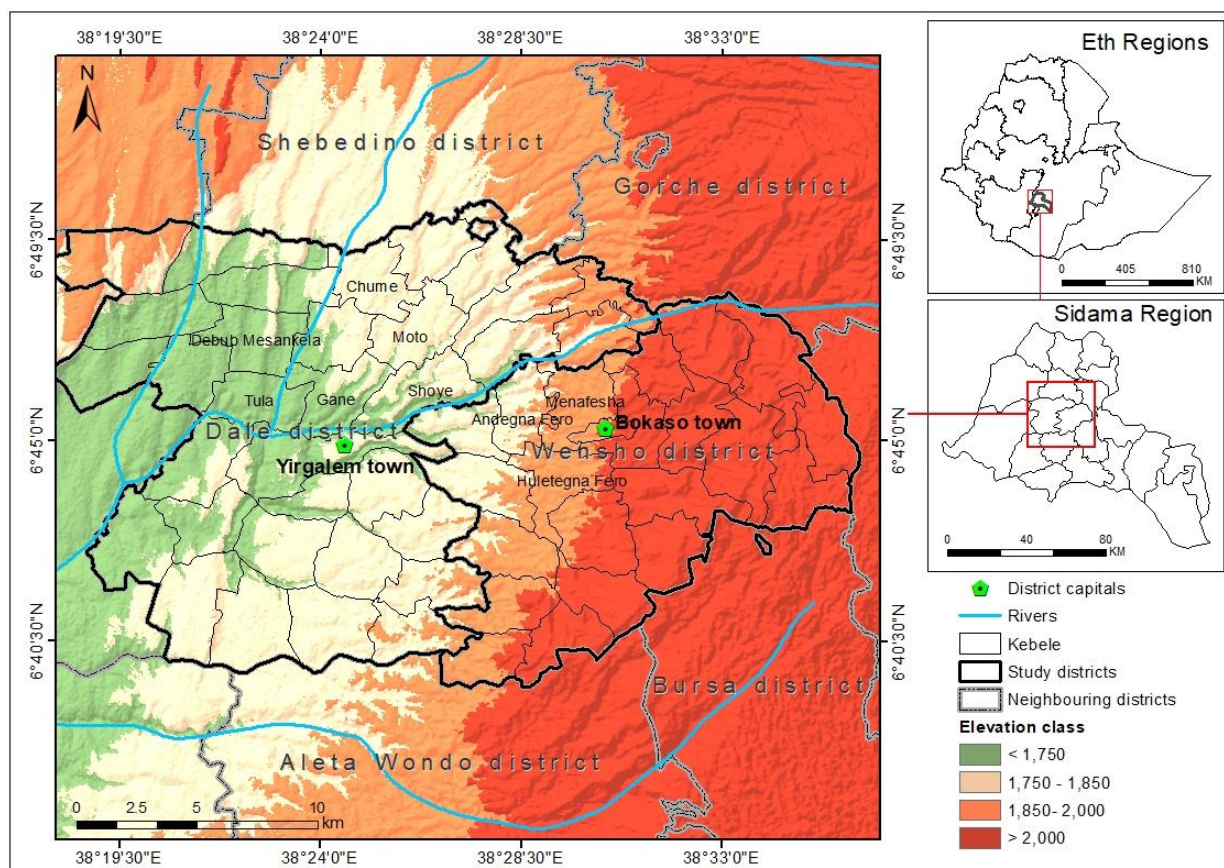 38°19'30"E 38°24'0"E 38°28'30"E 38°33'0"E
N
Shebedino district
Gorche district
6°49'30"N
6°49'30"N
Chume
Debub Mesankela
Moto
Tula
Gane
Shoye
Menafesha
Andegna Fero
Dale district
Bokaso town
6°45'0"N
6°45'0"N
Yirgalem town
Wensho district
Huletegna Fero
6°40'30"N
6°40'30"N
Bursa district
Aleta Wondo district
0 2.5 5 10
km
38°19'30"E 38°24'0"E 38°28'30"E 38°33'0"E
Eth Regions
0 405 810
KM
Sidama Region
0 40 80
KM
District capitals
Rivers
Kebele
Study districts
Neighbouring districts
Elevation class
< 1,750
1,750 - 1,850
1,850- 2,000
> 2,000